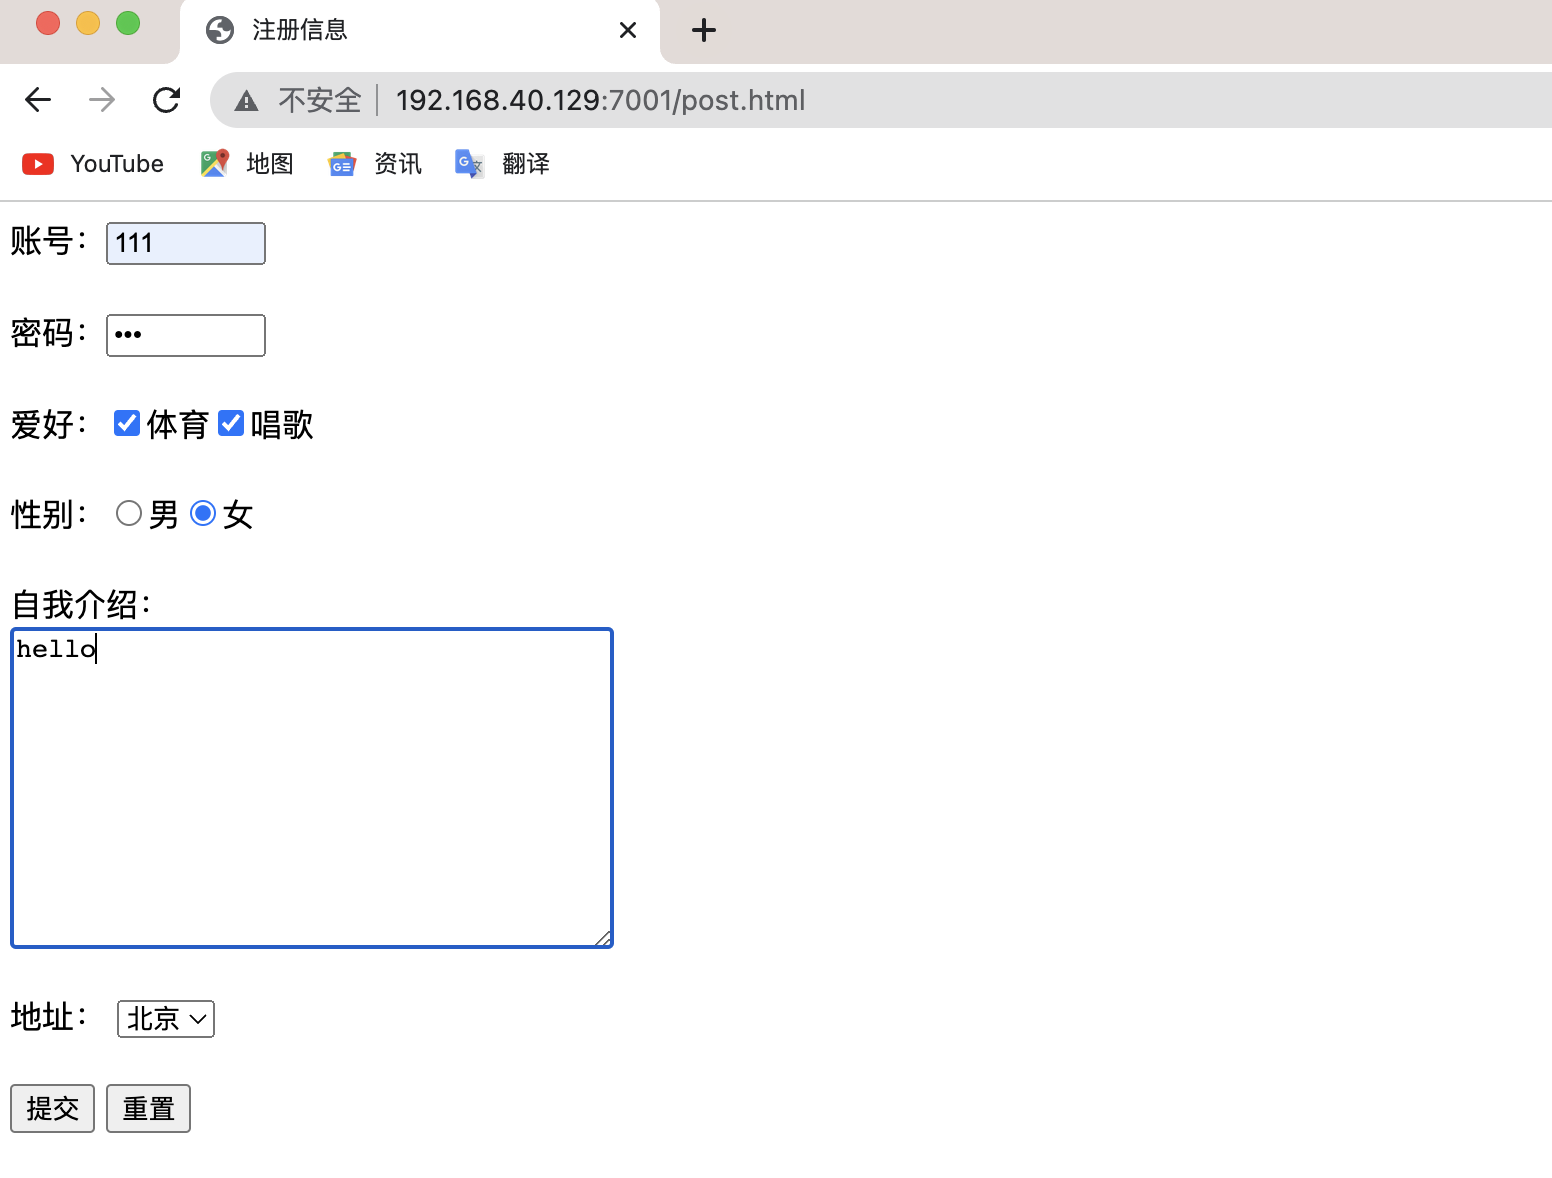 注册信息
不安全 192.168.40.129:7001/post.html
YouTube 地图 资讯 翻译
账号: 111
密码: •••
爱好: 体育 唱歌
性别: 男 女
自我介绍:
hello
地址: 北京
提交 重置